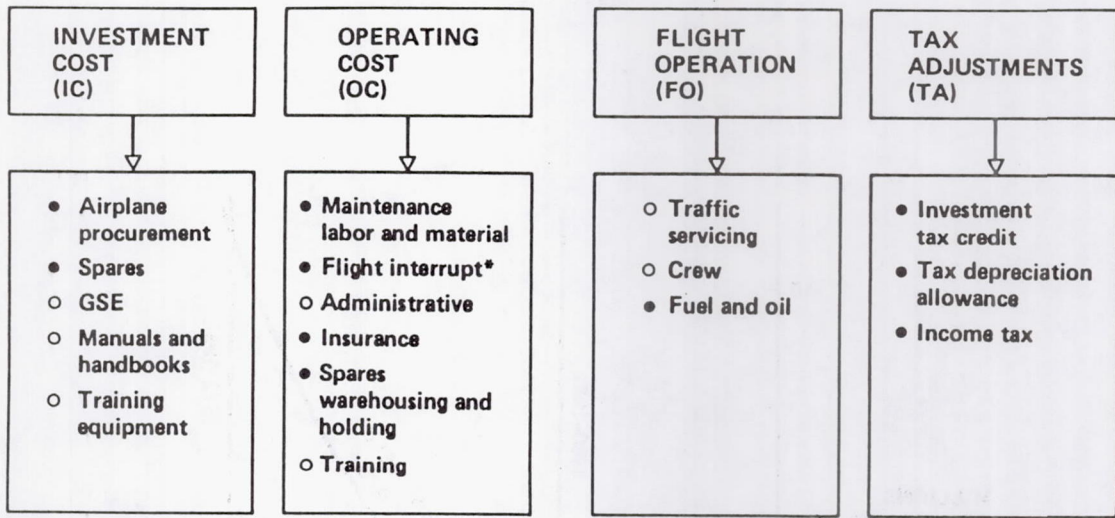 INVESTMENT
COST
(IC)
● Airplane
procurement
● Spares
○ GSE
○ Manuals and
handbooks
○ Training
equipment
OPERATING
COST
(OC)
● Maintenance
labor and material
● Flight interrupt*
○ Administrative
● Insurance
● Spares
warehousing and
holding
○ Training
FLIGHT
OPERATION
(FO)
○ Traffic
servicing
○ Crew
● Fuel and oil
TAX
ADJUSTMENTS
(TA)
● Investment
tax credit
● Tax depreciation
allowance
● Income tax